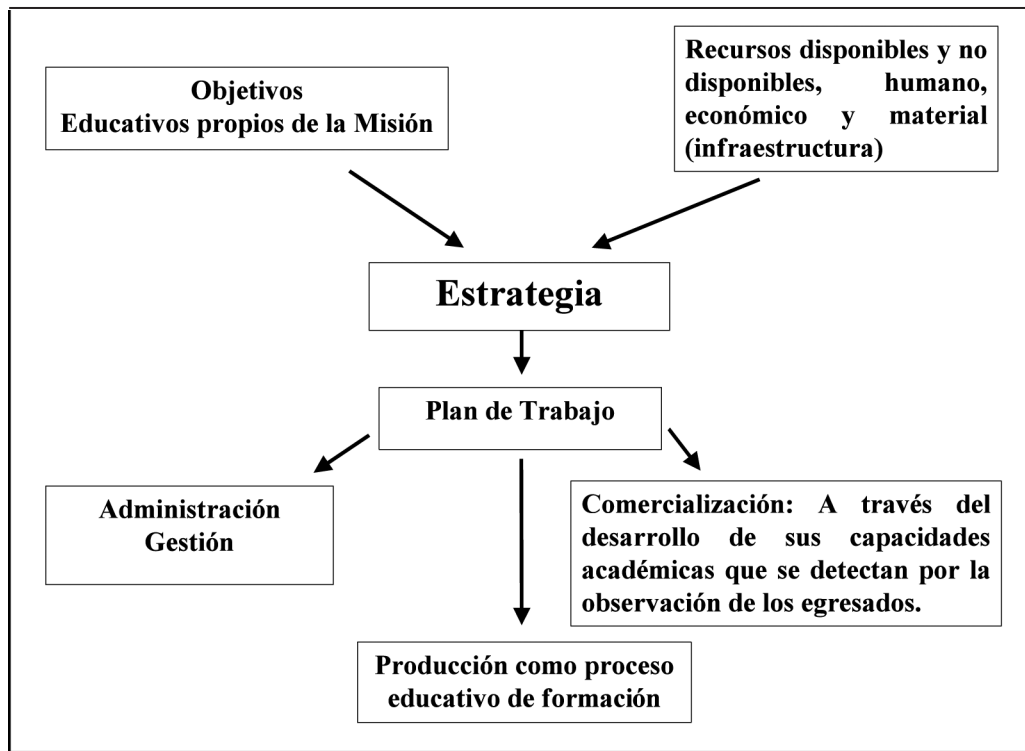 Objetivos
Educativos propios de la Misión
Recursos disponibles y no
disponibles, humano,
económico y material
(infraestructura)
Estrategia
Plan de Trabajo
Administración
Gestión
Comercialización: A través del
desarrollo de sus capacidades
académicas que se detectan por la
observación de los egresados.
Producción como proceso
educativo de formación